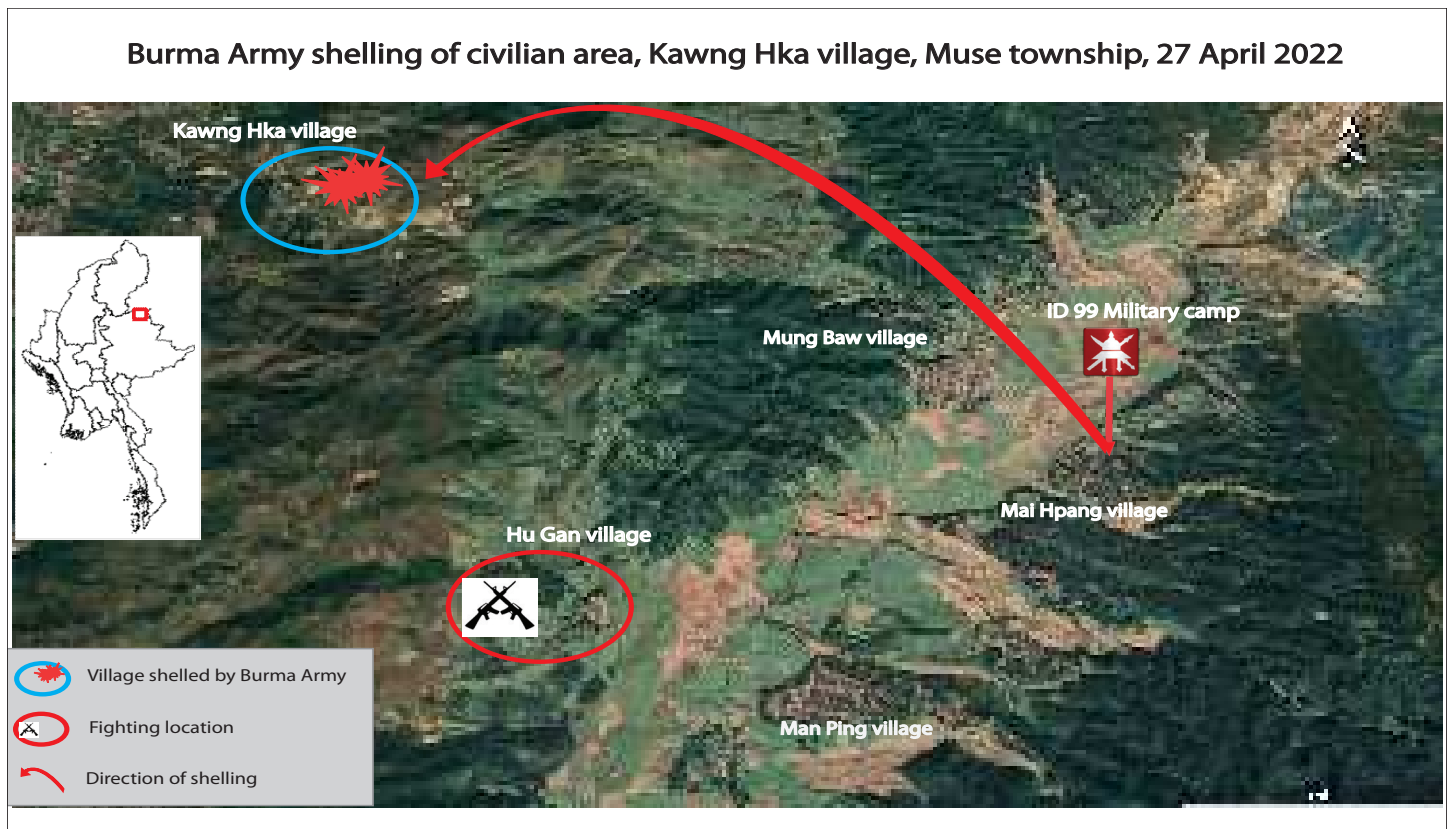 Burma Army shelling of civilian area, Kawng Hka village, Muse township, 27 April 2022
Kawng Hka village
ID 99 Military camp
Mung Baw village
Mai Hpang village
Hu Gan village
Man Ping village
Village shelled by Burma Army
Fighting location
Direction of shelling